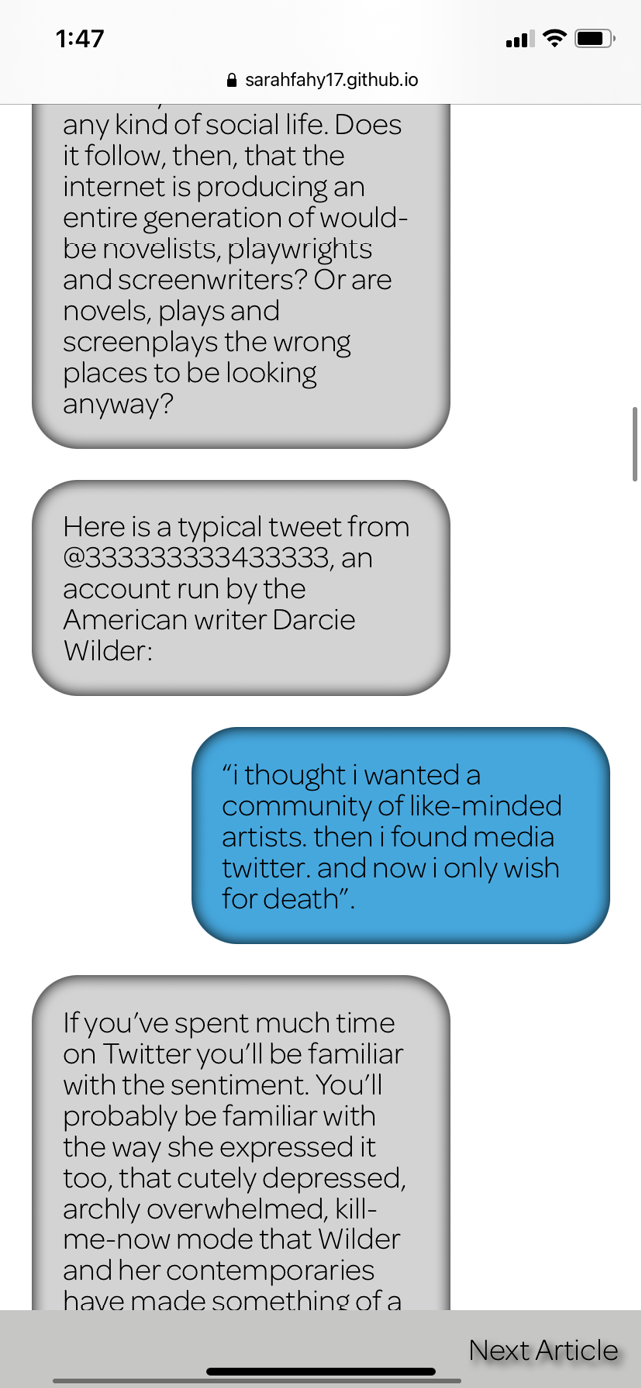 1:47
sarahfahy17.github.io
any kind of social life. Does
it follow, then, that the
internet is producing an
entire generation of would-
be novelists, playwrights
and screenwriters? Or are
novels, plays and
screenplays the wrong
places to be looking
anyway?
Here is a typical tweet from
@333333333433333, an
account run by the
American writer Darcie
Wilder:
“i thought i wanted a
community of like-minded
artists. then i found media
twitter. and now i only wish
for death”.
If you’ve spent much time
on Twitter you’ll be familiar
with the sentiment. You’ll
probably be familiar with
the way she expressed it
too, that cutely depressed,
archly overwhelmed, kill-
me-now mode that Wilder
and her contemporaries
have made something of a
Next Article